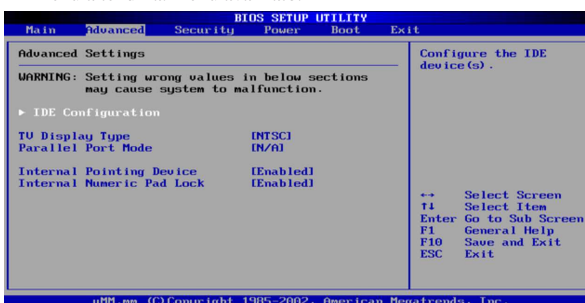 BIOS SETUP UTILITY
Main Advanced Security Power Boot Exit
Advanced Settings
WARNING: Setting wrong values in below sections
may cause system to malfunction.
▶ IDE Configuration
TV Display Type [NTSC]
Parallel Port Mode [N/A]
Internal Pointing Device [Enabled]
Internal Numeric Pad Lock [Enabled]
Configure the IDE
device(s).
↔ Select Screen
↑↓ Select Item
Enter Go to Sub Screen
F1 General Help
F10 Save and Exit
ESC Exit
(C)Copyright 1985-2002, American Megatrends, Inc.